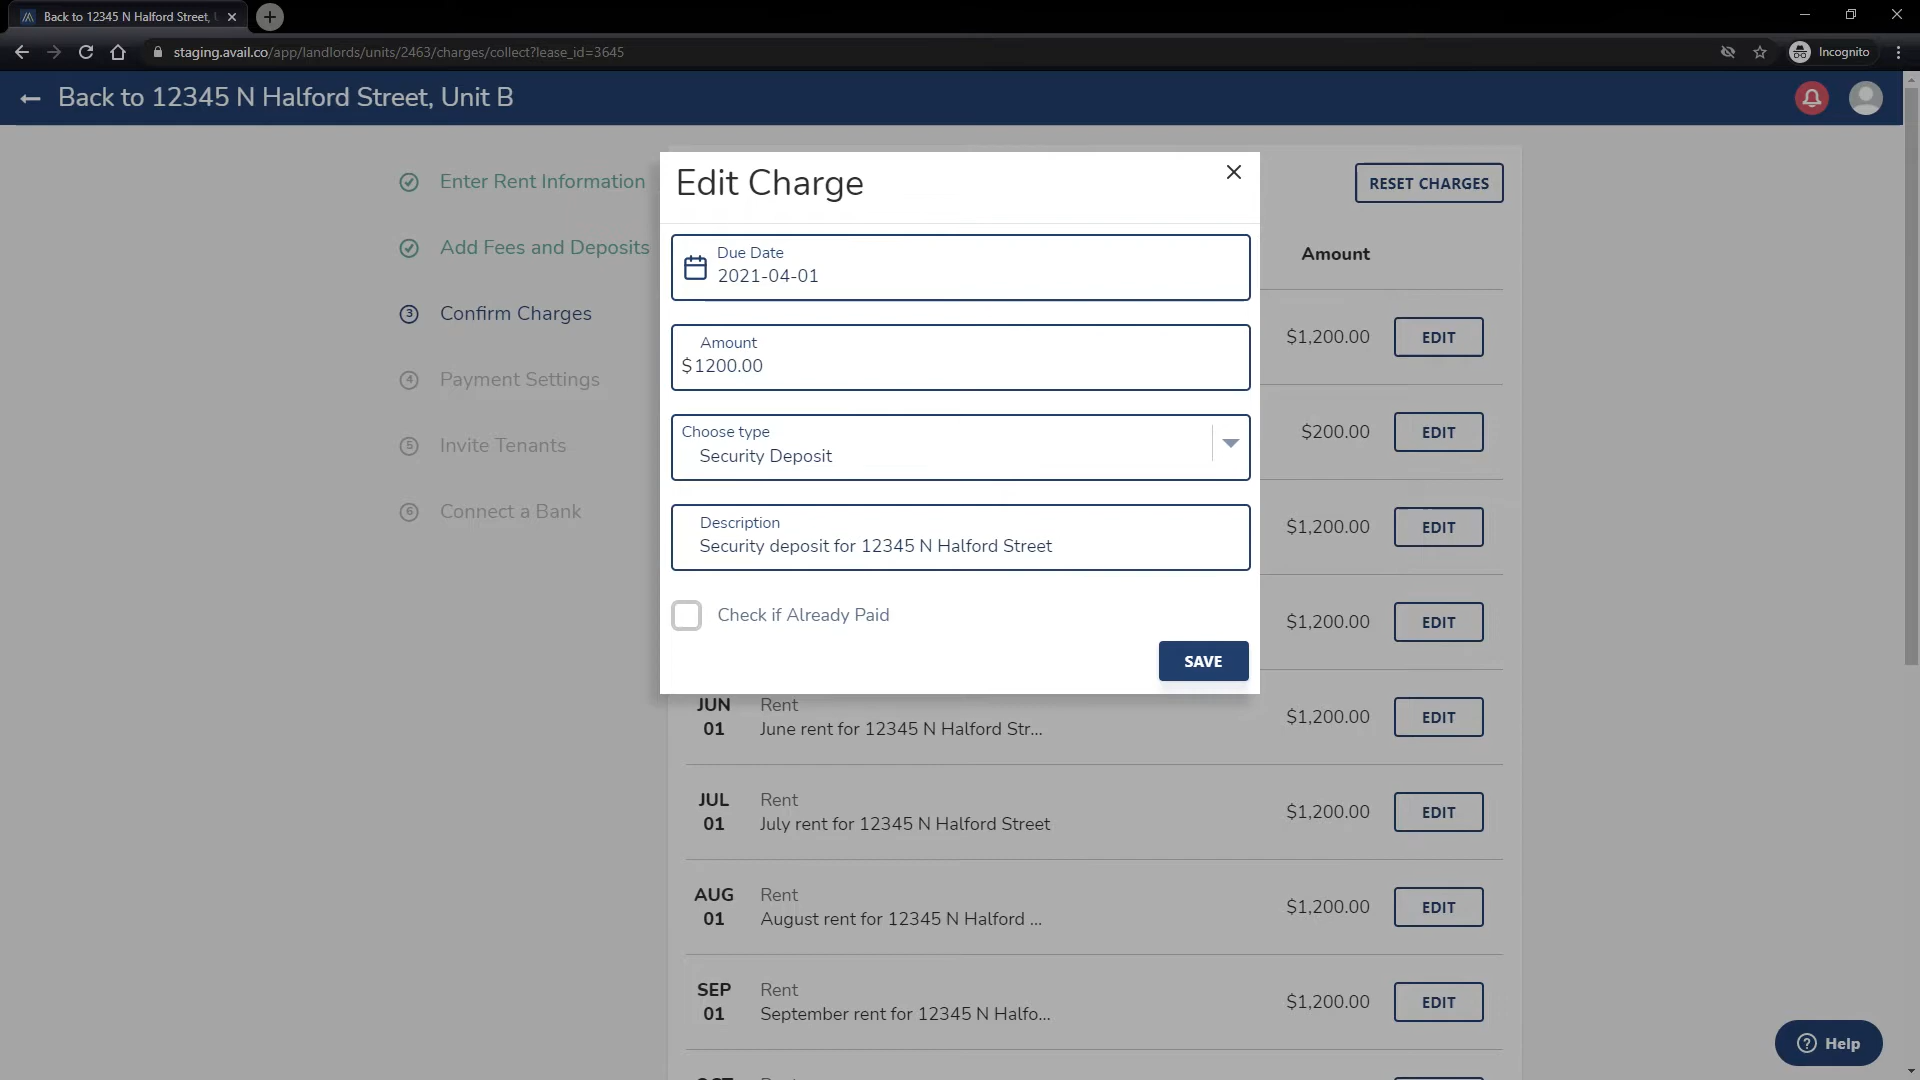 Back to 12345 N Halford Street, U
staging.avail.co/app/landlords/units/2463/charges/collect?lease_id=3645
Incognito
Back to 12345 N Halford Street, Unit B
Enter Rent Information
Add Fees and Deposits
3 Confirm Charges
4 Payment Settings
5 Invite Tenants
6 Connect a Bank
Edit Charge
Due Date
2021-04-01
Amount
$1200.00
Choose type
Security Deposit
Description
Security deposit for 12345 N Halford Street
Check if Already Paid
SAVE
RESET CHARGES
Amount
$1,200.00 EDIT
$200.00 EDIT
$1,200.00 EDIT
$1,200.00 EDIT
JUN 01
Rent
June rent for 12345 N Halford Str...
$1,200.00 EDIT
JUL 01
Rent
July rent for 12345 N Halford Street
$1,200.00 EDIT
AUG 01
Rent
August rent for 12345 N Halford ...
$1,200.00 EDIT
SEP 01
Rent
September rent for 12345 N Halfo...
$1,200.00 EDIT
Help